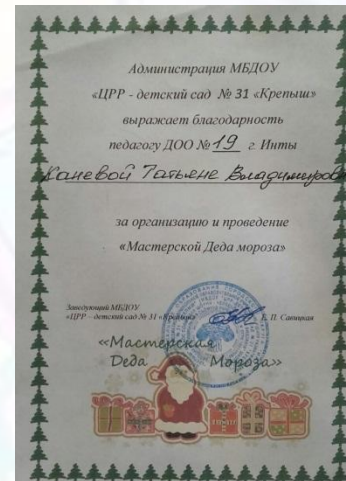 Администрация МБДОУ
«ЦРР - детский сад № 31 «Крепыш»
выражает благодарность
педагогу ДОО № 19 г. Инты
Каневой Татьяне Владимировне
за организацию и проведение
«Мастерской Деда мороза»
Заведующий МБДОУ
«ЦРР - детский сад № 31 «Крепыш»
Е. П. Савицкая
«Мастерская
Деда Мороза»